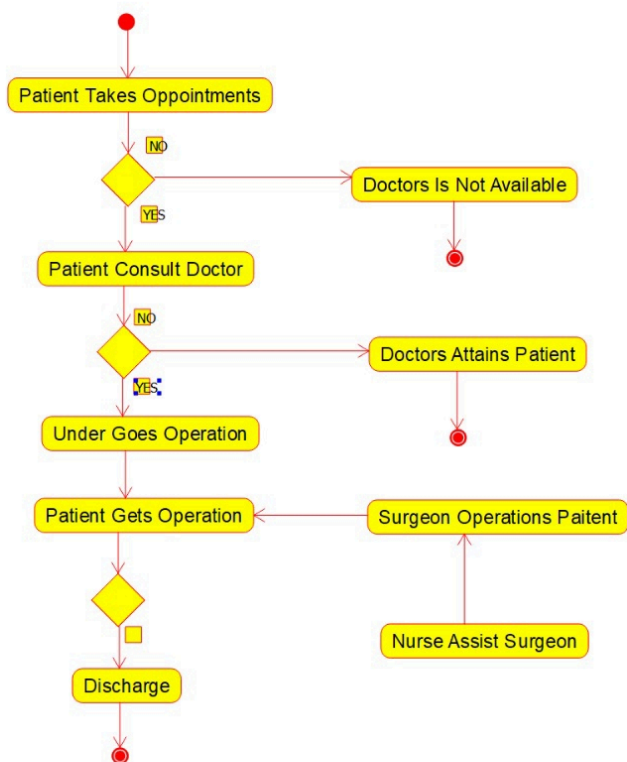 Patient Takes Oppointments
NO
Doctors Is Not Available
YES
Patient Consult Doctor
NO
Doctors Attains Patient
YES
Under Goes Operation
Patient Gets Operation
Surgeon Operations Paitent
Nurse Assist Surgeon
Discharge